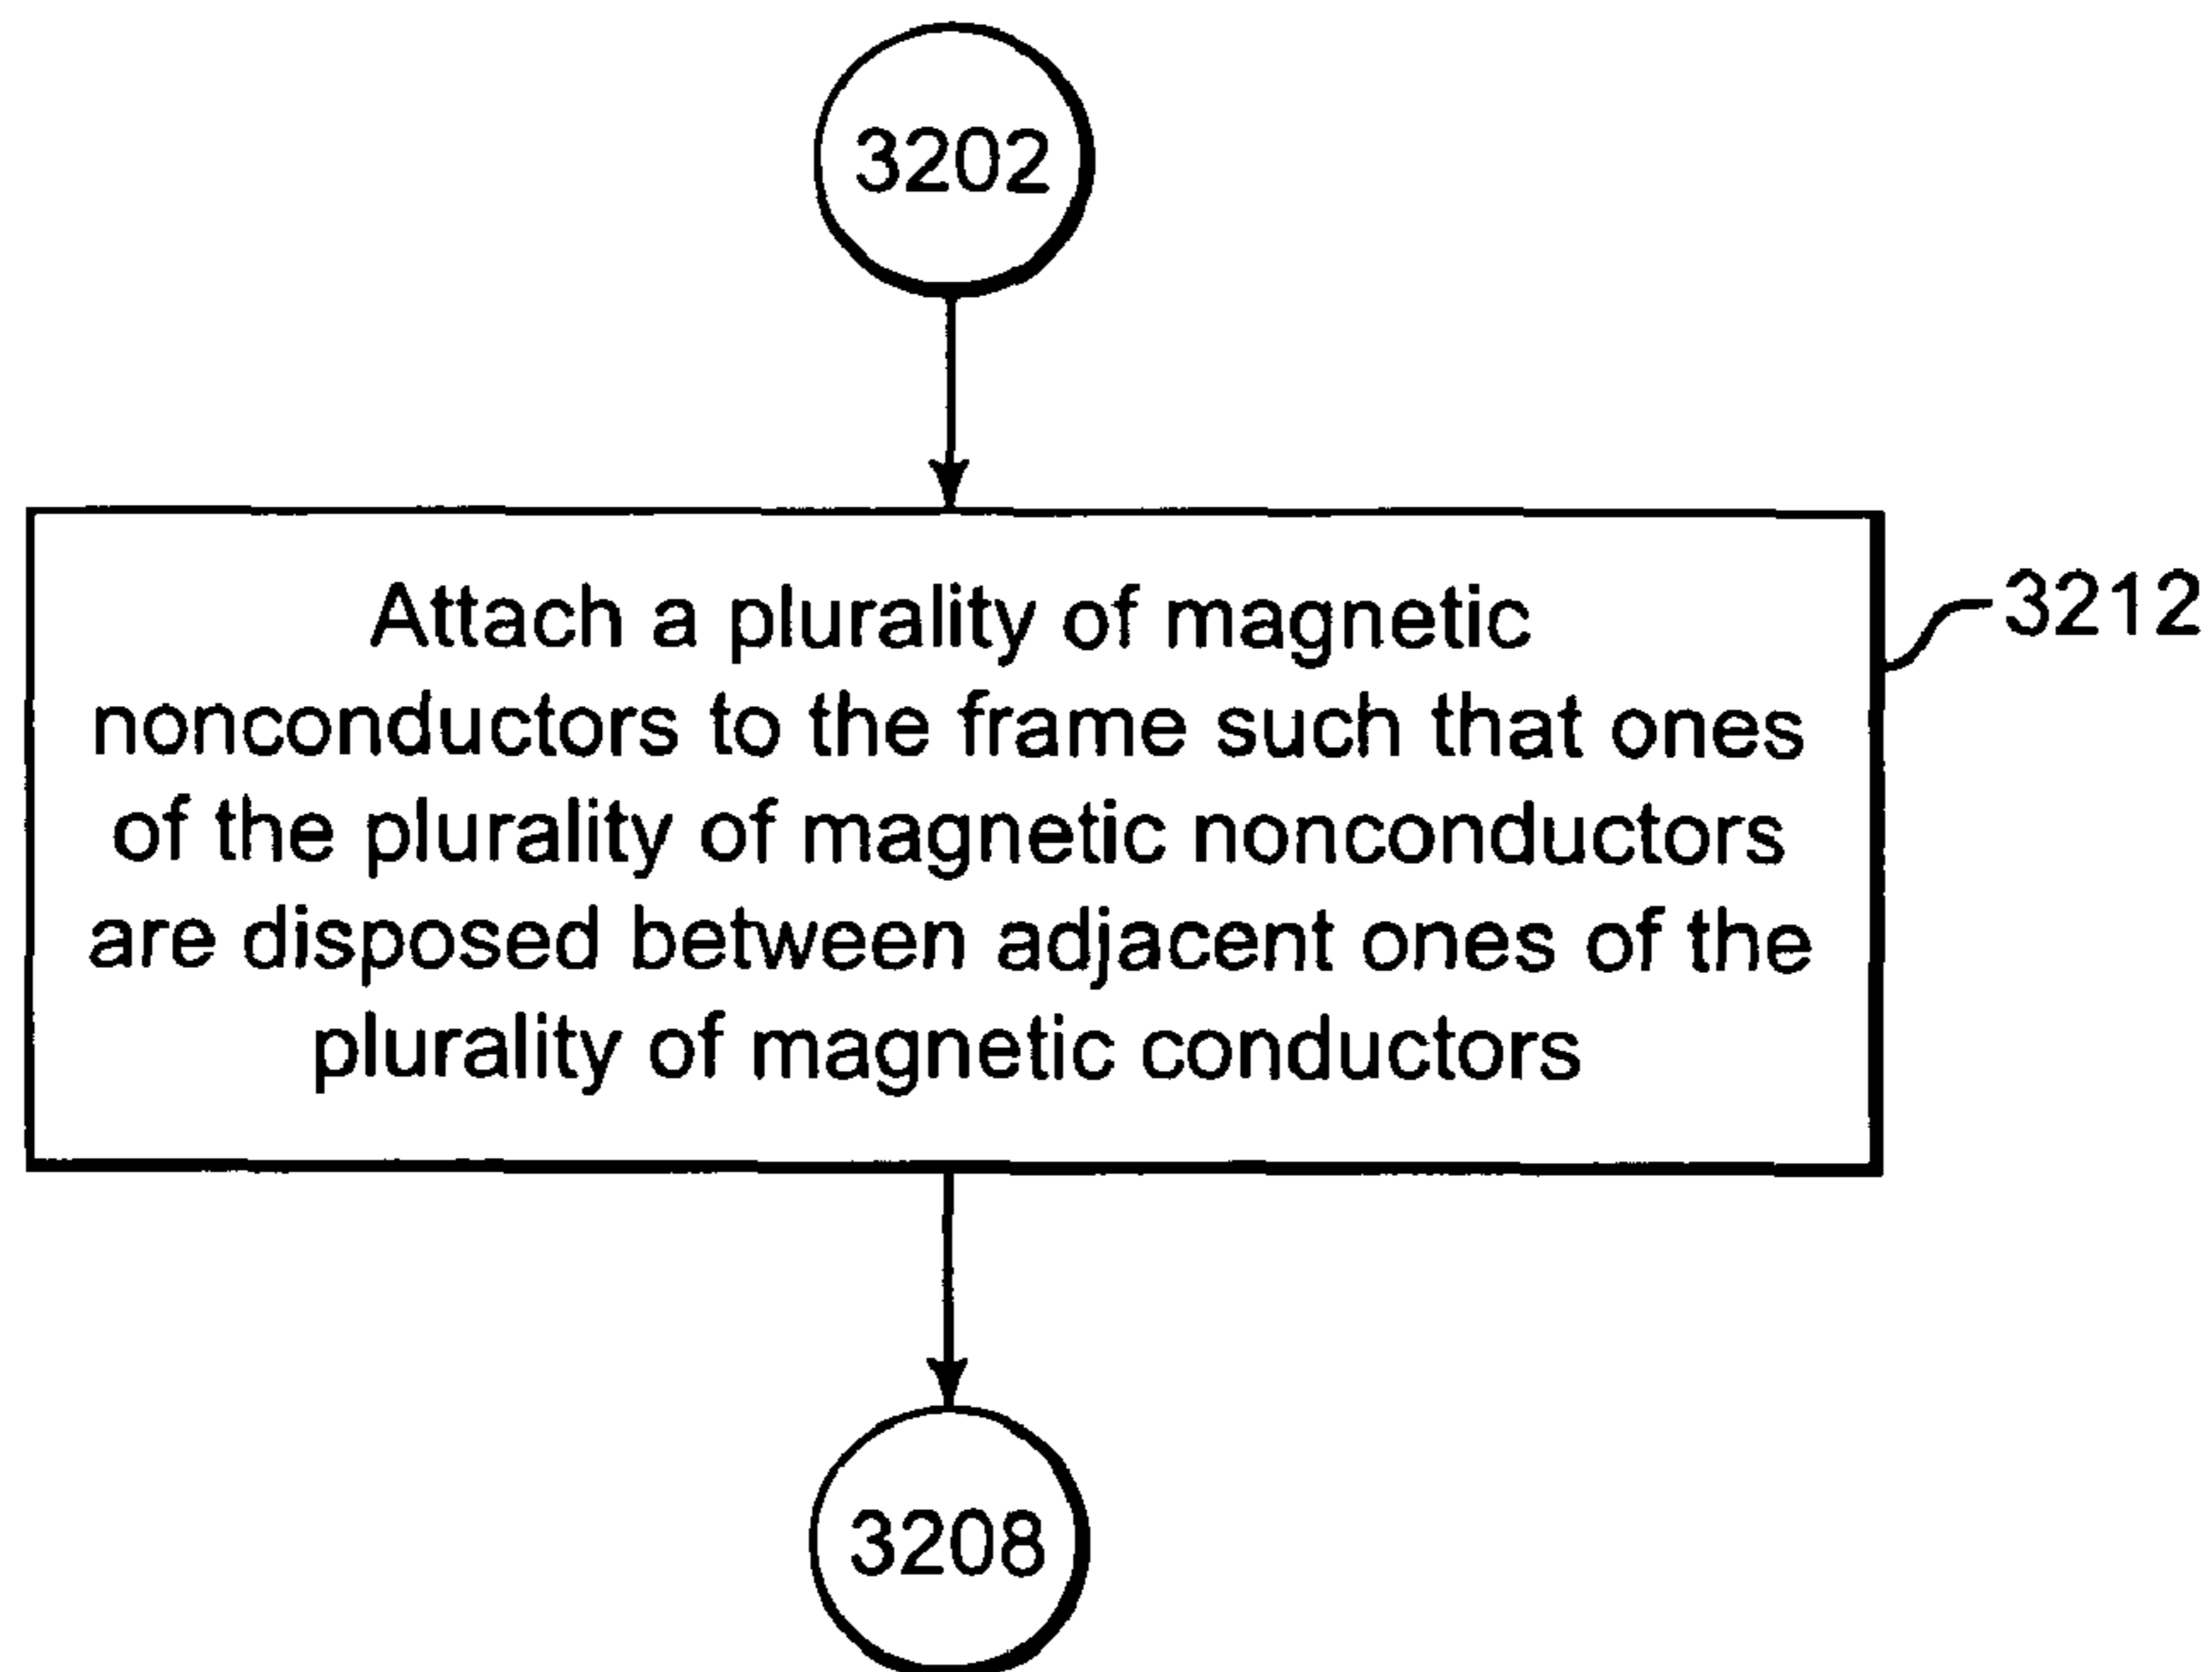 3202
Attach a plurality of magnetic
nonconductors to the frame such that ones
of the plurality of magnetic nonconductors
are disposed between adjacent ones of the
plurality of magnetic conductors
3212
3208